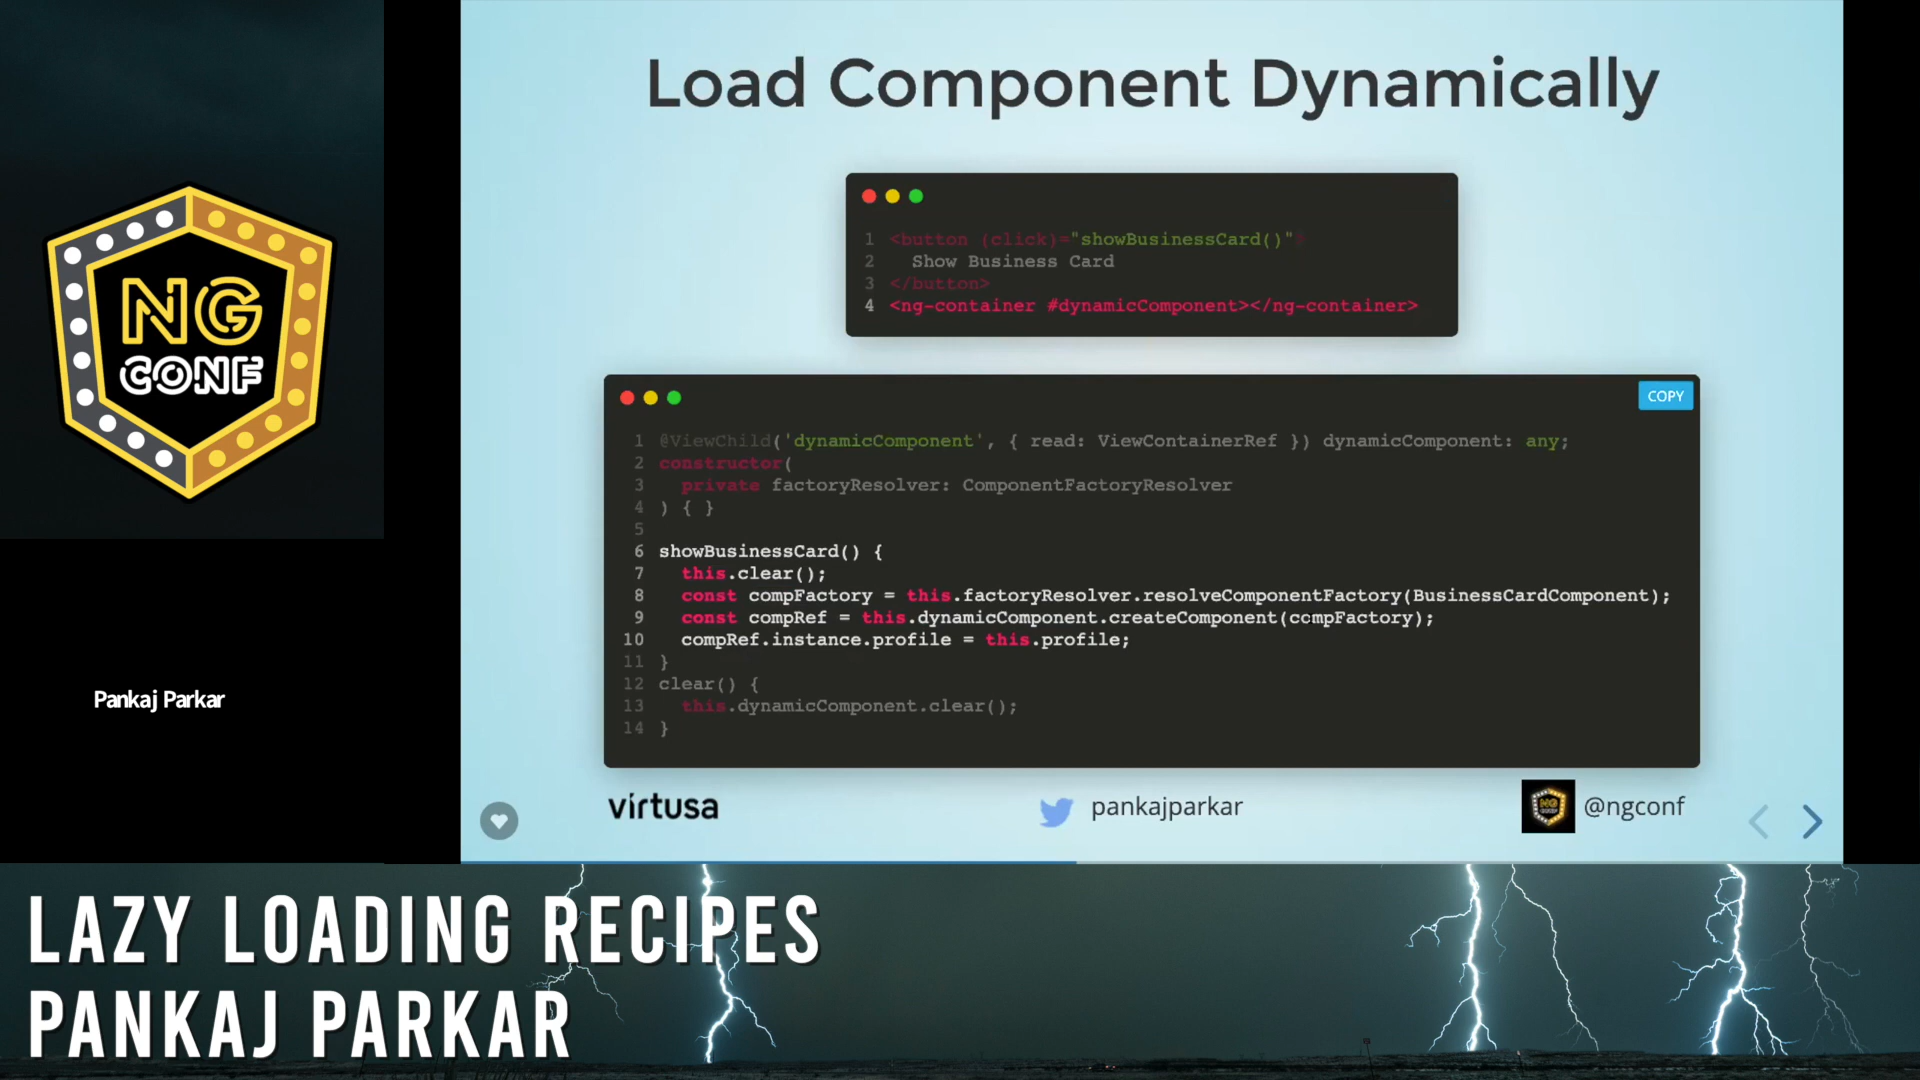 NG
CONF
Pankaj Parkar
Load Component Dynamically
1 <button (click)="showBusinessCard()">
2 Show Business Card
3 </button>
4 <ng-container #dynamicComponent></ng-container>
COPY
1 @ViewChild('dynamicComponent', { read: ViewContainerRef }) dynamicComponent: any;
2 constructor(
3 private factoryResolver: ComponentFactoryResolver
4 ) { }
5
6 showBusinessCard() {
7 this.clear();
8 const compFactory = this.factoryResolver.resolveComponentFactory(BusinessCardComponent);
9 const compRef = this.dynamicComponent.createComponent(compFactory);
10 compRef.instance.profile = this.profile;
11 }
12 clear() {
13 this.dynamicComponent.clear();
14 }
virtusa
pankajparkar
NG
CONF
@ngconf
LAZY LOADING RECIPES
PANKAJ PARKAR